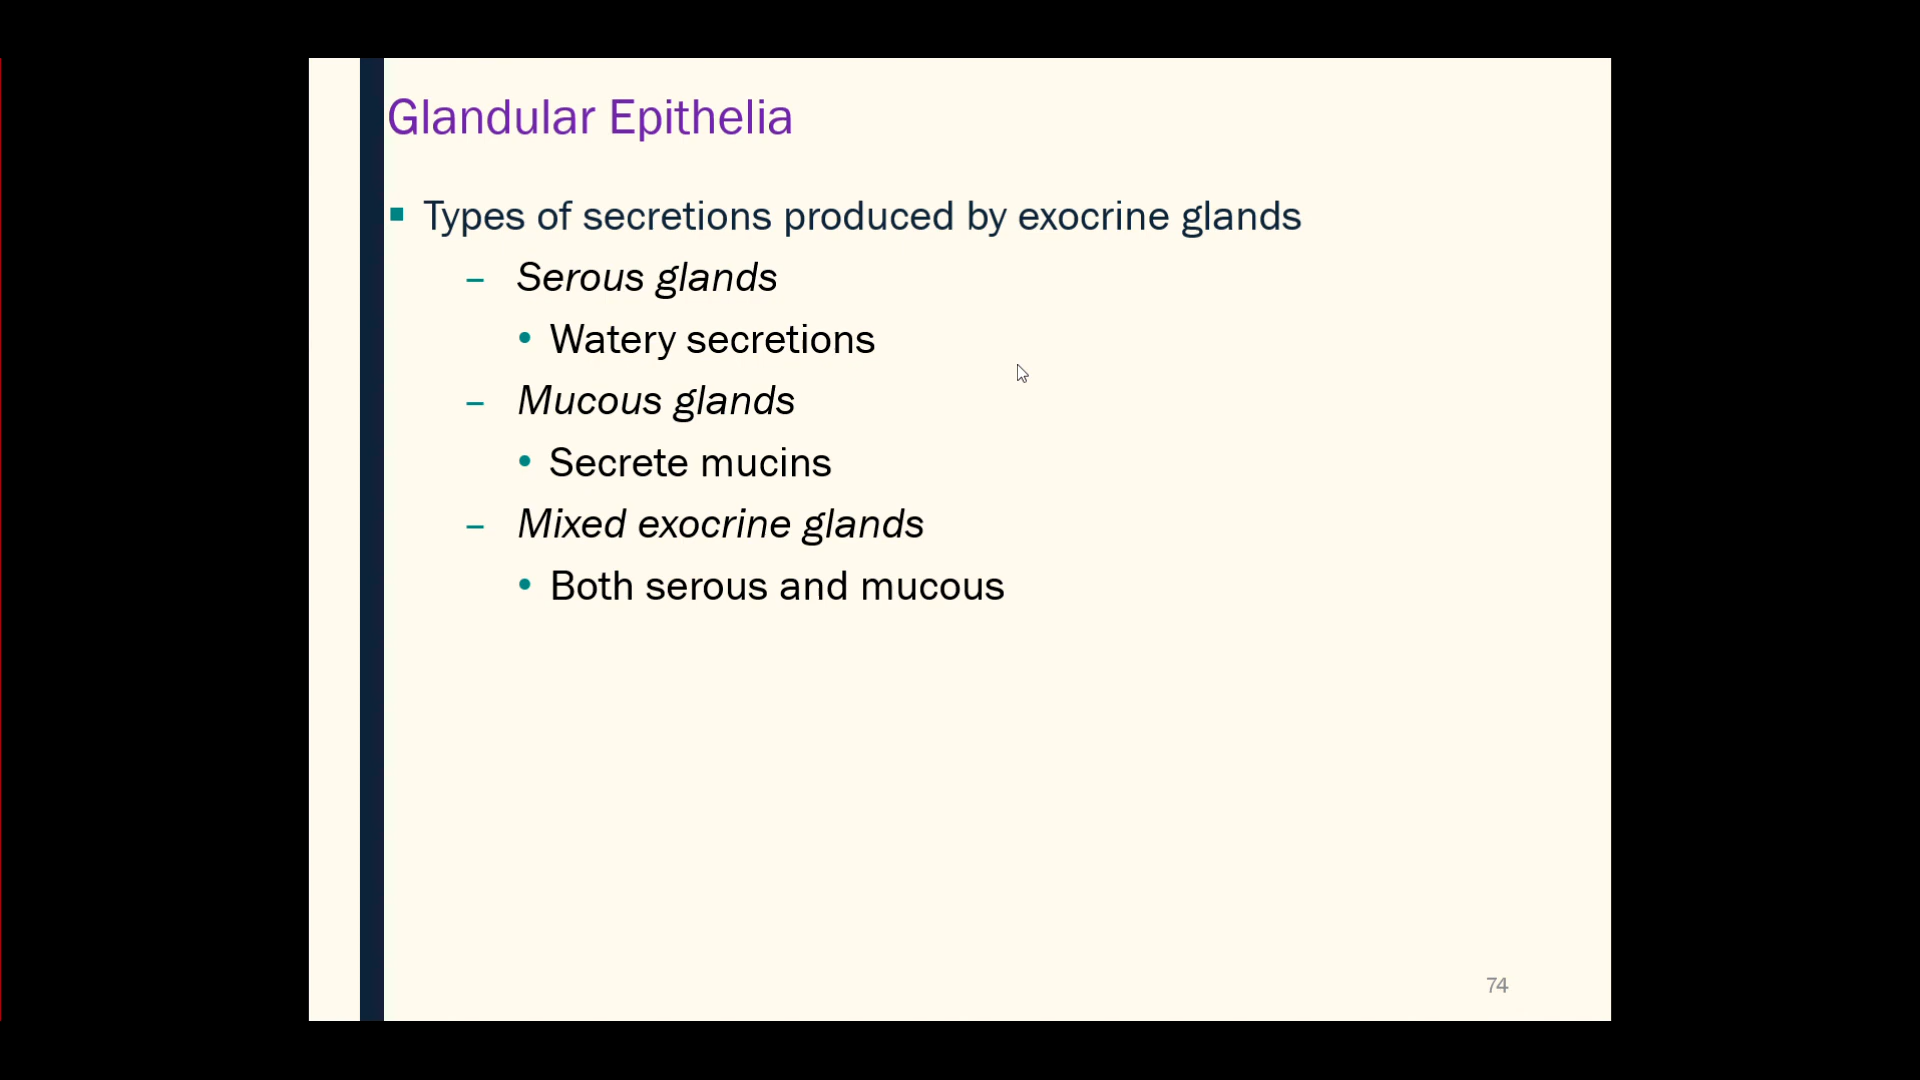 Glandular Epithelia
▪ Types of secretions produced by exocrine glands
– Serous glands
• Watery secretions
– Mucous glands
• Secrete mucins
– Mixed exocrine glands
• Both serous and mucous
74